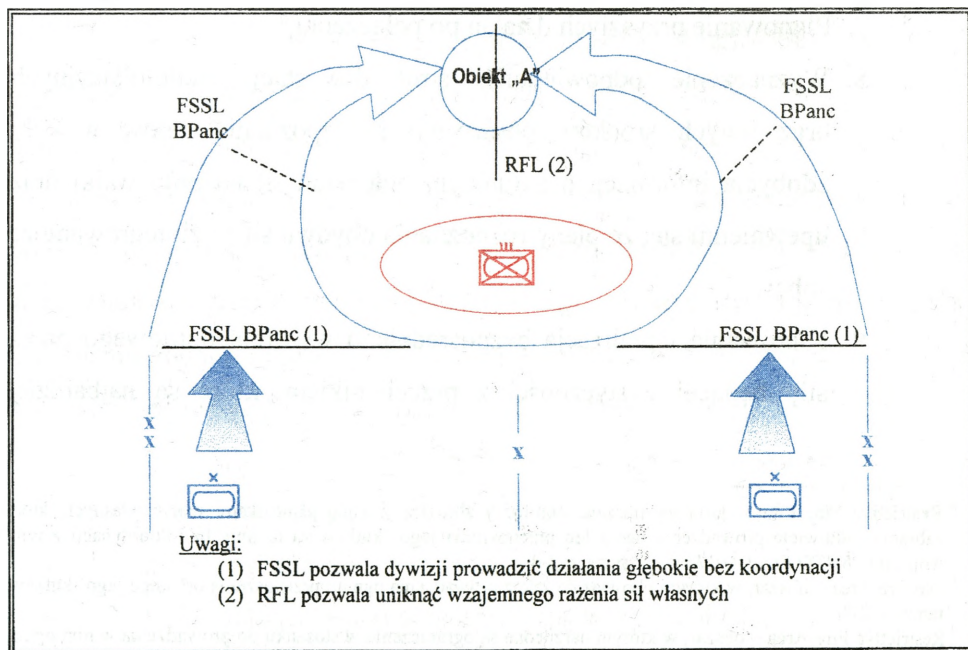 Obiekt „A”
FSSL
BPanc
FSSL
BPanc
RFL (2)
FSSL BPanc (1)
FSSL BPanc (1)
x
x
x
x
x
x
x
Uwagi:
(1) FSSL pozwala dywizji prowadzić działania głębokie bez koordynacji
(2) RFL pozwala uniknąć wzajemnego rażenia sił własnych